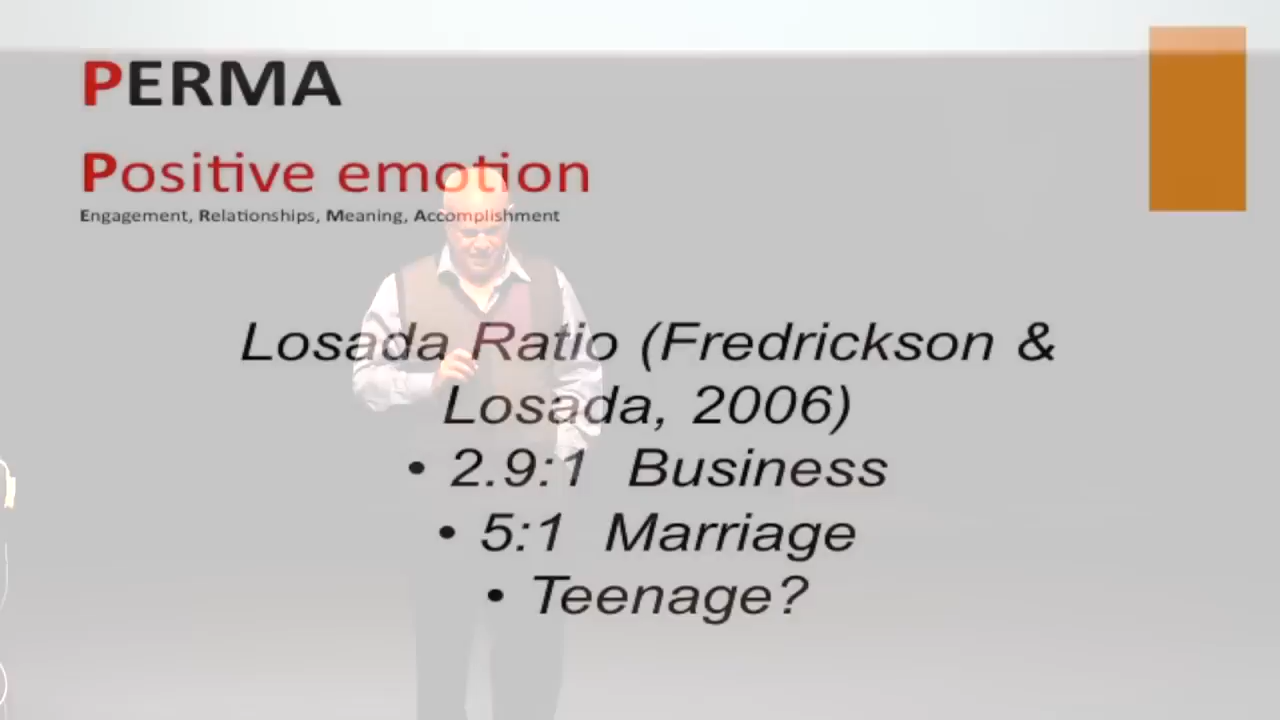 PERMA
Positive emotion
Engagement, Relationships, Meaning, Accomplishment
Losada Ratio (Fredrickson &
Losada, 2006)
• 2.9:1 Business
• 5:1 Marriage
• Teenage?